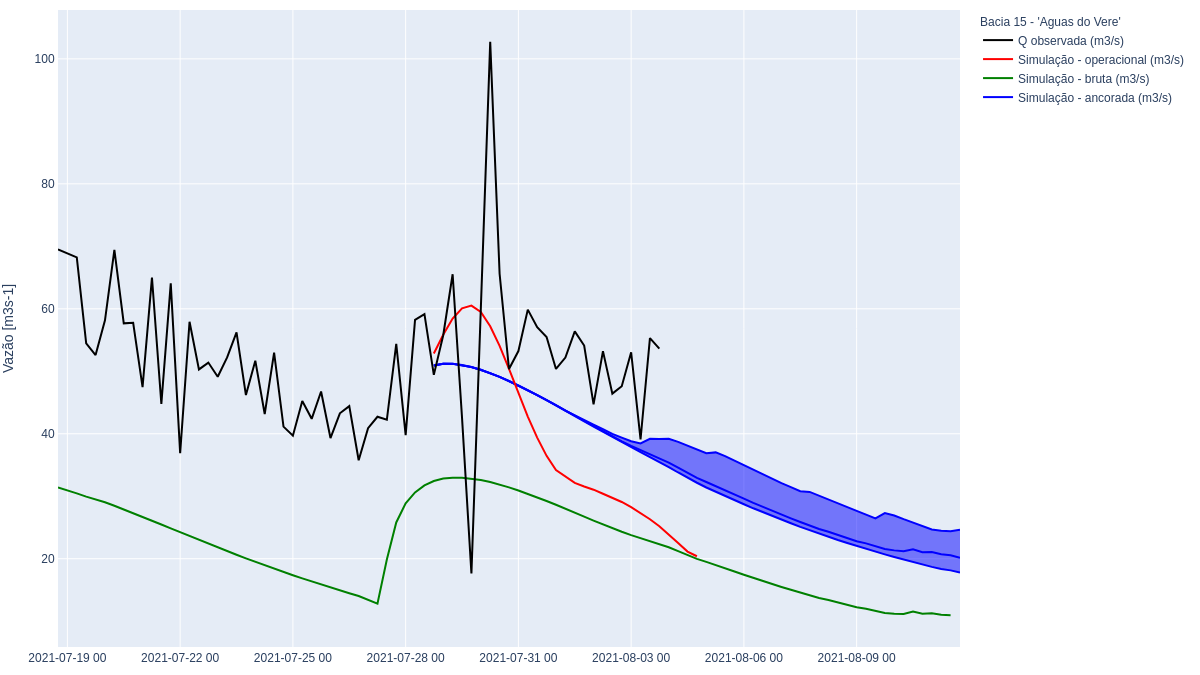 Bacia 15 - 'Aguas do Vere'
Q observada (m3/s)
Simulação - operacional (m3/s)
Simulação - bruta (m3/s)
Simulação - ancorada (m3/s)
Vazão [m3s-1]
100
80
60
40
20
2021-07-19 00
2021-07-22 00
2021-07-25 00
2021-07-28 00
2021-07-31 00
2021-08-03 00
2021-08-06 00
2021-08-09 00